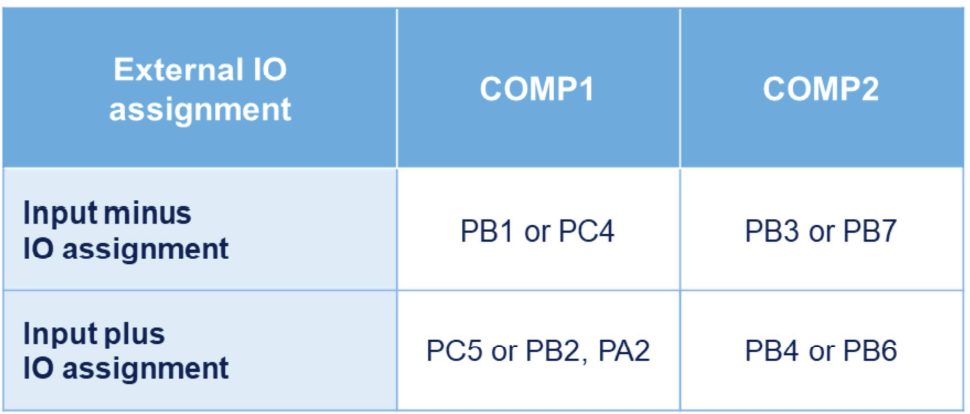 External IO
assignment
COMP1
COMP2
Input minus
IO assignment
PB1 or PC4
PB3 or PB7
Input plus
IO assignment
PC5 or PB2, PA2
PB4 or PB6